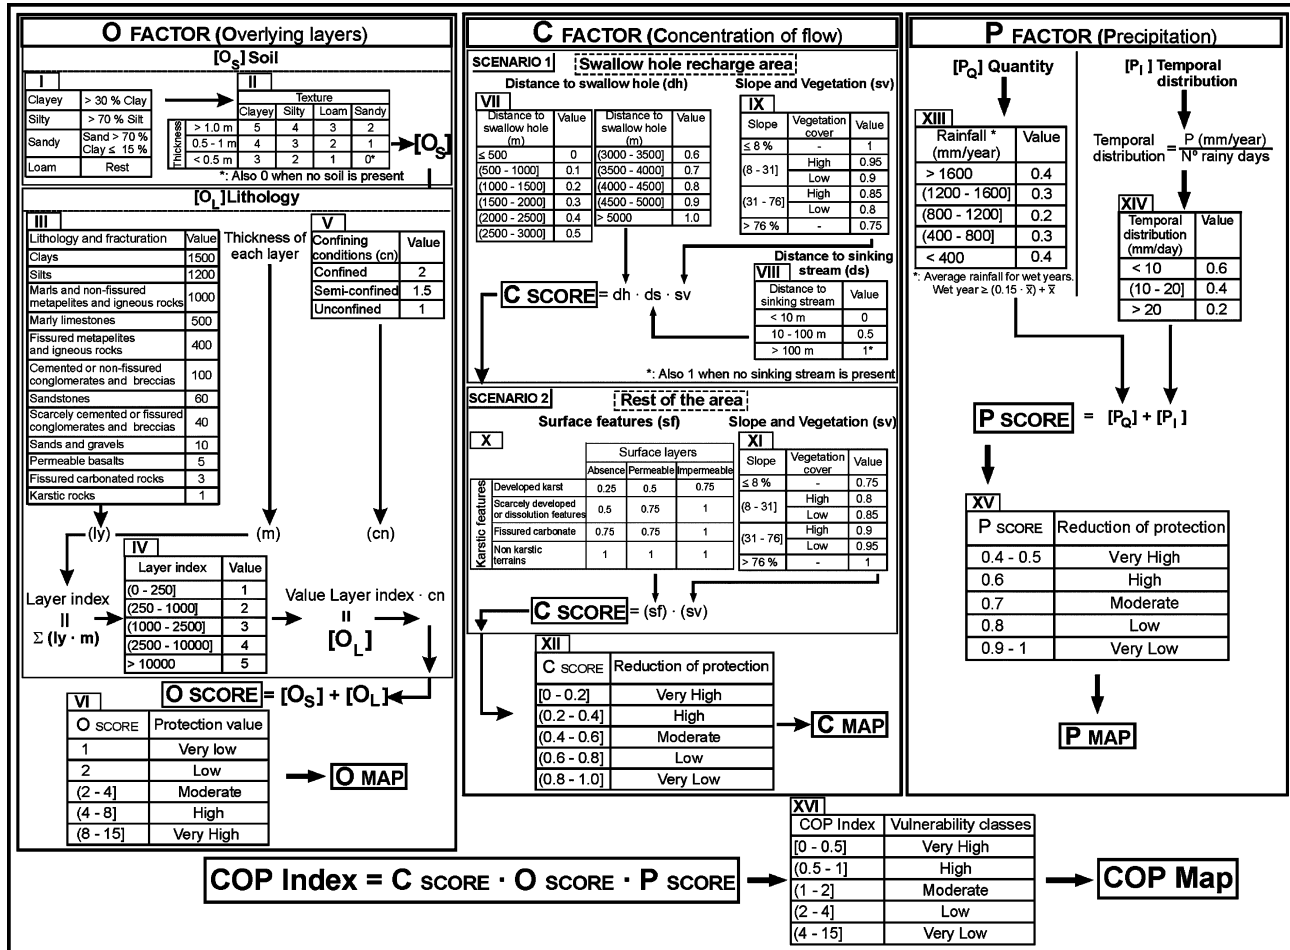 O FACTOR (Overlying layers)
[OS] Soil
I
Clayey > 30 % Clay
Silty > 70 % Silt
Sandy Sand > 70 % Clay ≤ 15 %
Loam Rest
II
Texture
Clayey Silty Loam Sandy
Thickness
> 1.0 m 5 4 3 2
0.5 - 1 m 4 3 2 1
< 0.5 m 3 2 1 0*
[OS]
*: Also 0 when no soil is present
[OL] Lithology
III
Lithology and fracturation Value
Clays 1500
Silts 1200
Marls and non-fissured metapelites and igneous rocks 1000
Marly limestones 500
Fissured metapelites and igneous rocks 400
Cemented or non-fissured conglomerates and breccias 100
Sandstones 60
Scarcely cemented or fissured conglomerates and breccias 40
Sands and gravels 10
Permeable basalts 5
Fissured carbonated rocks 3
Karstic rocks 1
Thickness of
each layer
V
Confining conditions (cn) Value
Confined 2
Semi-confined 1.5
Unconfined 1
(ly) (m) (cn)
Layer index
=
Σ (ly · m)
IV
Layer index Value
(0 - 250] 1
(250 - 1000] 2
(1000 - 2500] 3
(2500 - 10000] 4
> 10000 5
Value Layer index · cn
=
[OL]
O SCORE = [OS] + [OL]
VI
O SCORE Protection value
1 Very low
2 Low
(2 - 4] Moderate
(4 - 8] High
(8 - 15] Very High
O MAP
C FACTOR (Concentration of flow)
SCENARIO 1
Swallow hole recharge area
Distance to swallow hole (dh)
VII
Distance to swallow hole (m) Value Distance to swallow hole (m) Value
≤ 500 0 (3000 - 3500] 0.6
(500 - 1000] 0.1 (3500 - 4000] 0.7
(1000 - 1500] 0.2 (4000 - 4500] 0.8
(1500 - 2000] 0.3 (4500 - 5000] 0.9
(2000 - 2500] 0.4 > 5000 1.0
(2500 - 3000] 0.5
Slope and Vegetation (sv)
IX
Slope Vegetation cover Value
≤ 8 % - 1
(8 - 31] High 0.95
Low 0.9
(31 - 76] High 0.85
Low 0.8
> 76 % - 0.75
Distance to sinking
stream (ds)
VIII
Distance to sinking stream Value
< 10 m 0
10 - 100 m 0.5
> 100 m 1*
C SCORE = dh · ds · sv
*: Also 1 when no sinking stream is present
SCENARIO 2
Rest of the area
Surface features (sf)
X
Surface layers
Absence Permeable Impermeable
Karstic features
Developed karst 0.25 0.5 0.75
Scarcely developed or dissolution features 0.5 0.75 1
Fissured carbonate 0.75 0.75 1
Non karstic terrains 1 1 1
Slope and Vegetation (sv)
XI
Slope Vegetation cover Value
≤ 8 % - 0.75
(8 - 31] High 0.8
Low 0.85
(31 - 76] High 0.9
Low 0.95
> 76 % - 1
C SCORE = (sf) · (sv)
XII
C SCORE Reduction of protection
[0 - 0.2] Very High
(0.2 - 0.4] High
(0.4 - 0.6] Moderate
(0.6 - 0.8] Low
(0.8 - 1.0] Very Low
C MAP
P FACTOR (Precipitation)
[PQ] Quantity
XIII
Rainfall * (mm/year) Value
> 1600 0.4
(1200 - 1600] 0.3
(800 - 1200] 0.2
(400 - 800] 0.3
< 400 0.4
*: Average rainfall for wet years.
Wet year ≥ (0.15 · x̄) + x̄
[PI] Temporal
distribution
Temporal distribution = P (mm/year) / Nº rainy days
XIV
Temporal distribution (mm/day) Value
< 10 0.6
(10 - 20] 0.4
> 20 0.2
P SCORE = [PQ] + [PI]
XV
P SCORE Reduction of protection
0.4 - 0.5 Very High
0.6 High
0.7 Moderate
0.8 Low
0.9 - 1 Very Low
P MAP
COP Index = C SCORE · O SCORE · P SCORE
XVI
COP Index Vulnerability classes
[0 - 0.5] Very High
(0.5 - 1] High
(1 - 2] Moderate
(2 - 4] Low
(4 - 15] Very Low
COP Map